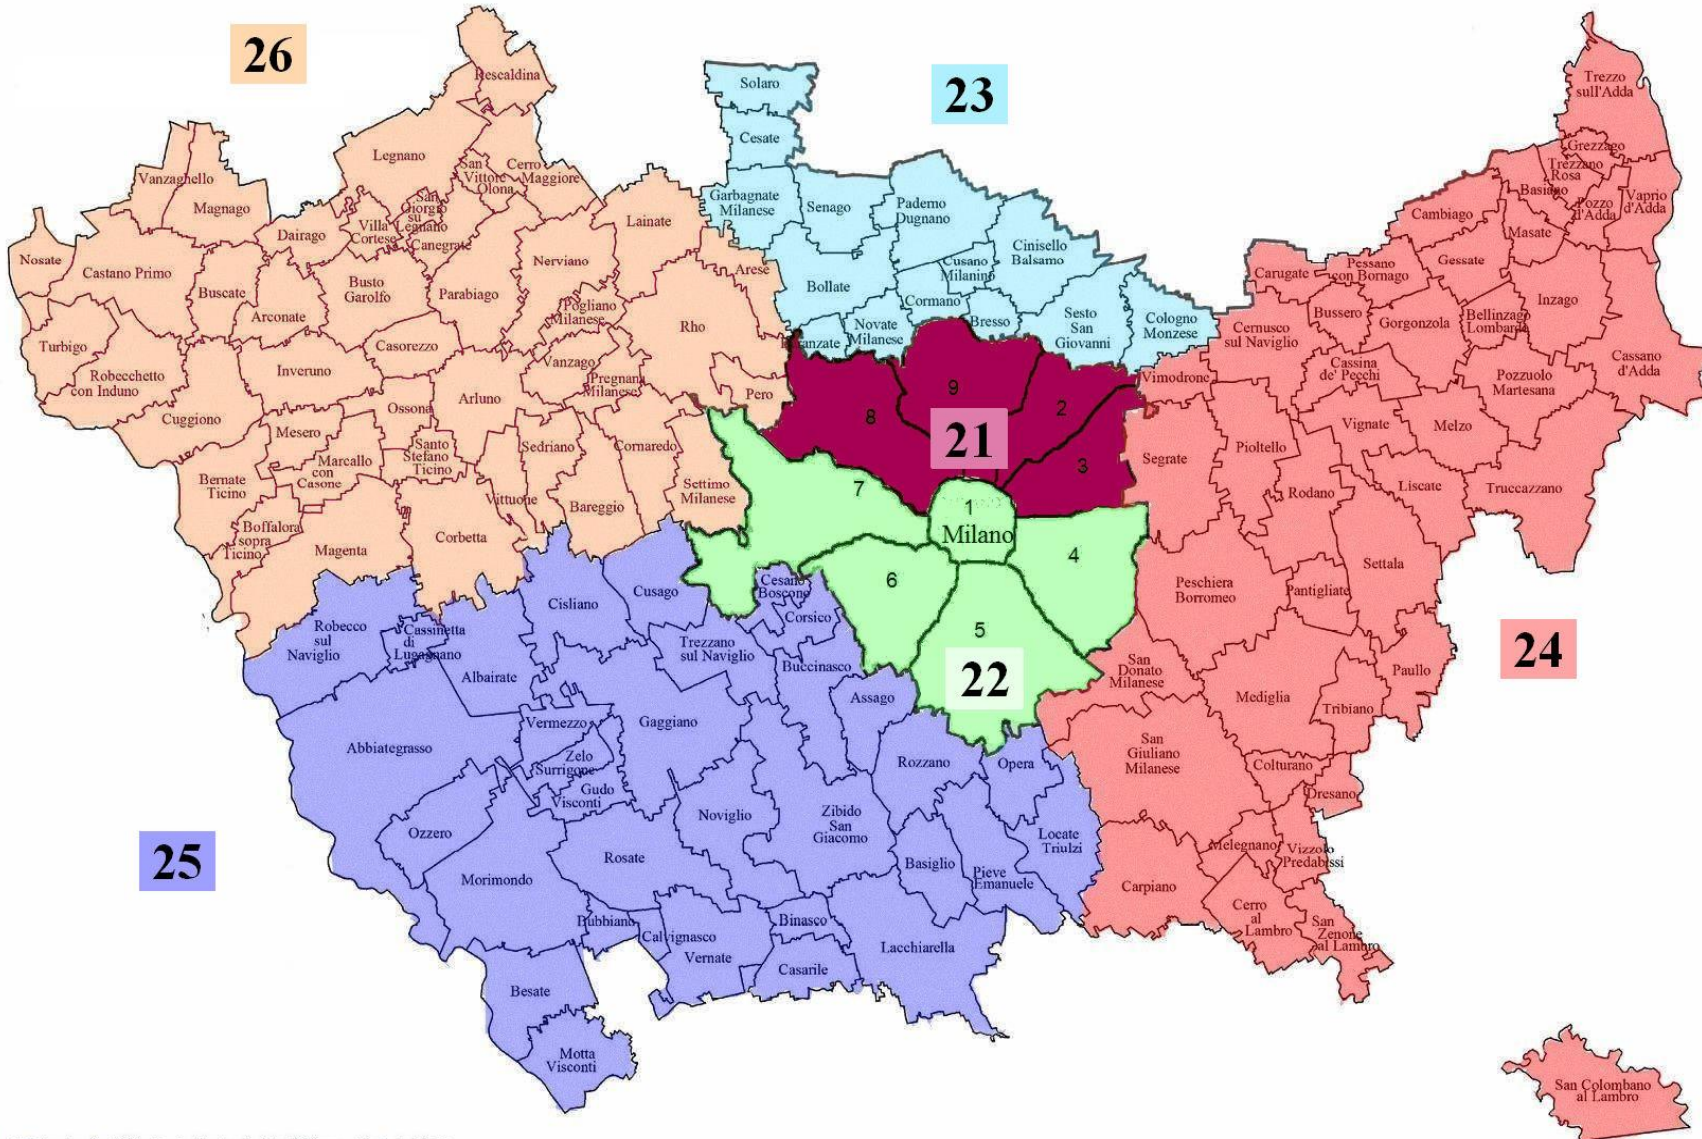 26
Rescaldina
Solaro
23
Trezzo
sull'Adda
Cesate
Legnano
San
Vittore
Olona
Cerro
Maggiore
Grezzago
Trezzano
Rosa
Basiano
Pozzo
d'Adda
Vaprio
d'Adda
Vanzaghello
Magnago
San
Giorgio
su
Legnano
Villa
Cortese
Canegrate
Dairago
Lainate
Garbagnate
Milanese
Senago
Paderno
Dugnano
Cinisello
Balsamo
Cusano
Milanino
Cambiago
Masate
Gessate
Pessano
con Bornago
Carugate
Nosate
Castano Primo
Buscate
Arconate
Busto
Garolfo
Parabiago
Nerviano
Pogliano
Milanese
Arese
Rho
Bollate
Cormano
Bresso
Novate
Milanese
Sesto
San
Giovanni
Cologno
Monzese
Cernusco
sul Naviglio
Bussero
Gorgonzola
Bellinzago
Lombardo
Inzago
Turbigo
Robecchetto
con Induno
Inveruno
Casorezzo
Vanzago
Pregnana
Milanese
Pero
Vimodrone
Cassina
de' Pecchi
Pozzuolo
Martesana
Cassano
d'Adda
9
8
2
3
21
Cuggiono
Mesero
Ossona
Arluno
Santo
Stefano
Ticino
Marcallo
con
Casone
Sedriano
Cornaredo
Settimo
Milanese
Segrate
Pioltello
Vignate
Melzo
Rodano
Liscate
Truccazzano
Bernate
Ticino
Boffalora
sopra
Ticino
Magenta
Corbetta
Vittuone
Bareggio
7
1
Milano
4
6
5
22
Settala
Peschiera
Borromeo
Pantigliate
24
Cusago
Cisliano
Cesano
Boscone
Corsico
Robecco
sul
Naviglio
Cassinetta
di
Lugagnano
Albairate
Trezzano
sul Naviglio
Buccinasco
Assago
San
Donato
Milanese
Mediglia
Paullo
Tribiano
Abbiategrasso
Vermezzo
Gaggiano
Zelo
Surrigone
Gudo
Visconti
Rozzano
Opera
San
Giuliano
Milanese
Colturano
Dresano
25
Ozzero
Noviglio
Zibido
San
Giacomo
Locate
Triulzi
Melegnano
Vizzolo
Predabissi
Morimondo
Rosate
Basiglio
Pieve
Emanuele
Carpiano
Bubbiano
Calvignasco
Vernate
Binasco
Casarile
Lacchiarella
Cerro
al
Lambro
San
Zenone
al Lambro
Besate
Motta
Visconti
San Colombano
al Lambro